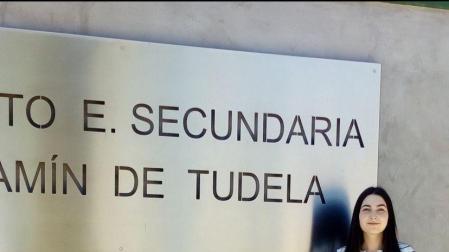 TO E. SECUNDARIA
AMÍN DE TUDELA